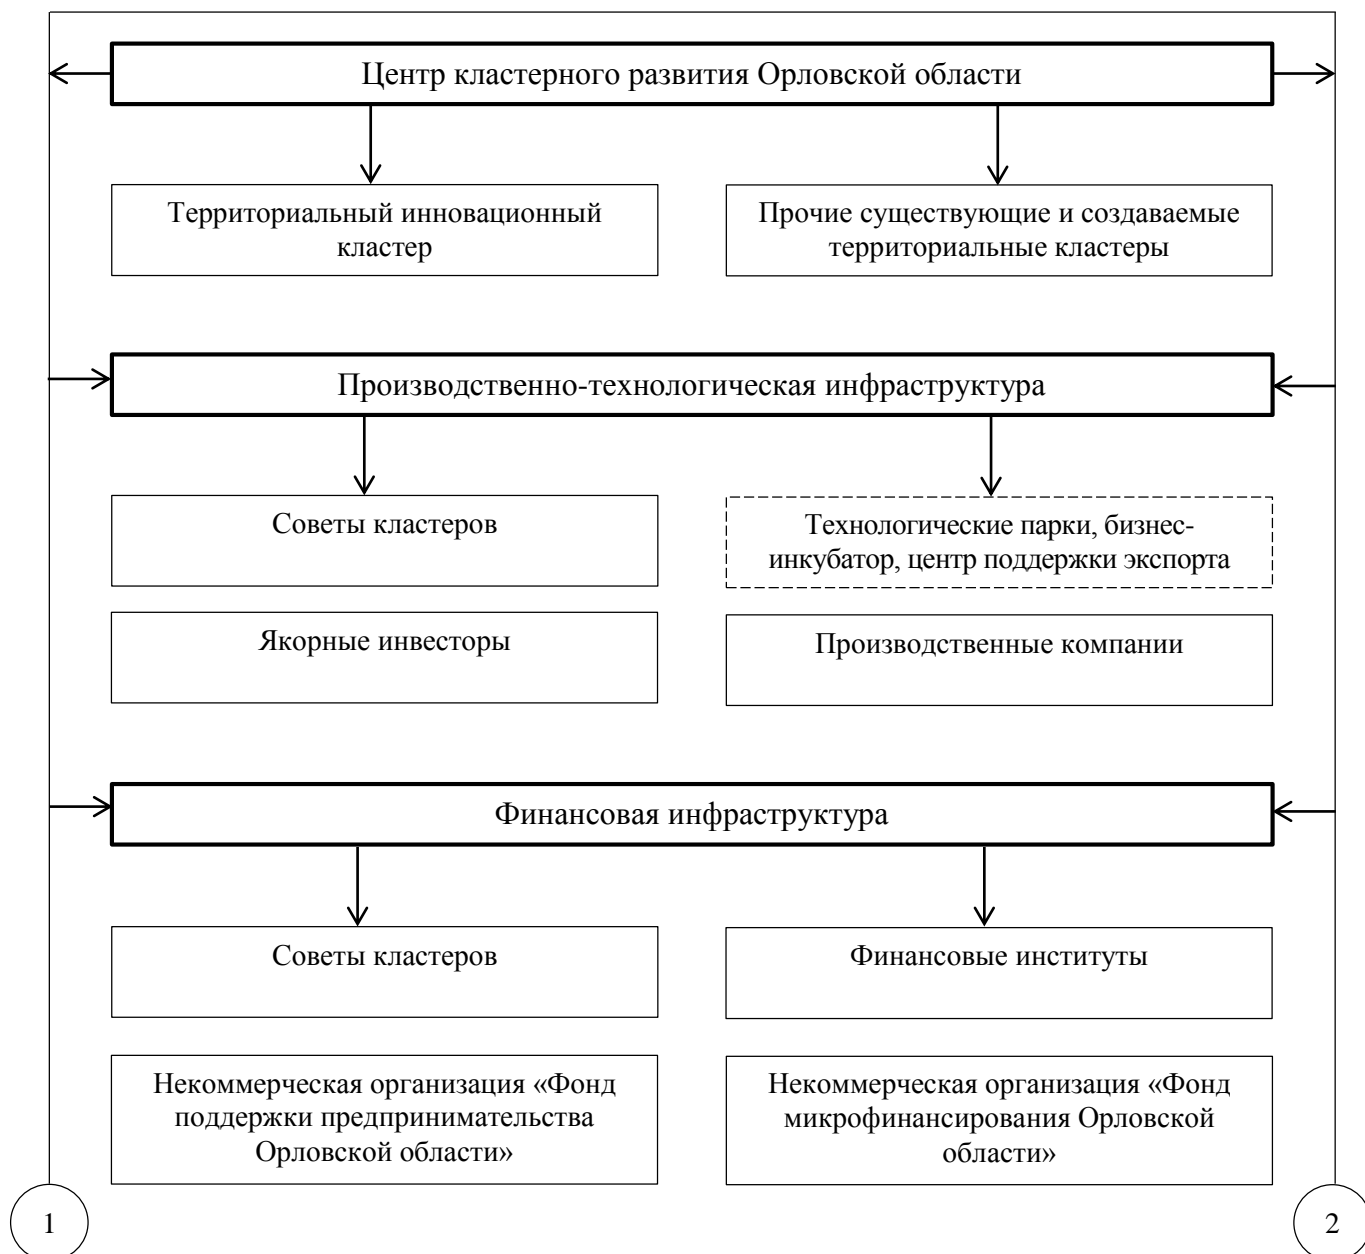 Центр кластерного развития Орловской области
Территориальный инновационный
кластер
Прочие существующие и создаваемые
территориальные кластеры
Производственно-технологическая инфраструктура
Советы кластеров
Технологические парки, бизнес-
инкубатор, центр поддержки экспорта
Якорные инвесторы
Производственные компании
Финансовая инфраструктура
Советы кластеров
Финансовые институты
Некоммерческая организация «Фонд
поддержки предпринимательства
Орловской области»
Некоммерческая организация «Фонд
микрофинансирования Орловской
области»
1
2